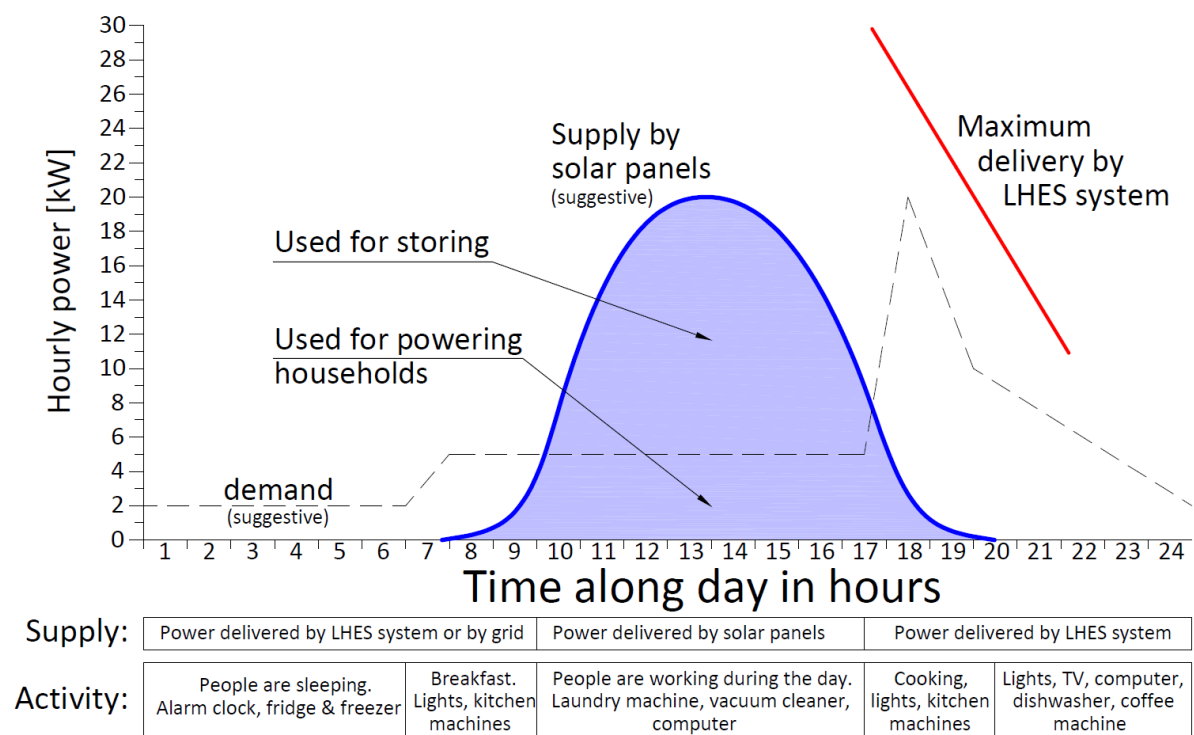 30
28
26
24
22
20
18
16
14
12
10
8
6
4
2
0
Hourly power [kW]
Supply by
solar panels
(suggestive)
Maximum
delivery by
LHES system
Used for storing
Used for powering
households
demand
(suggestive)
1 2 3 4 5 6 7 8 9 10 11 12 13 14 15 16 17 18 19 20 21 22 23 24
Time along day in hours
Supply:
Power delivered by LHES system or by grid
Power delivered by solar panels
Power delivered by LHES system
Activity:
People are sleeping.
Alarm clock, fridge & freezer
Breakfast.
Lights, kitchen
machines
People are working during the day.
Laundry machine, vacuum cleaner,
computer
Cooking,
lights, kitchen
machines
Lights, TV, computer,
dishwasher, coffee
machine